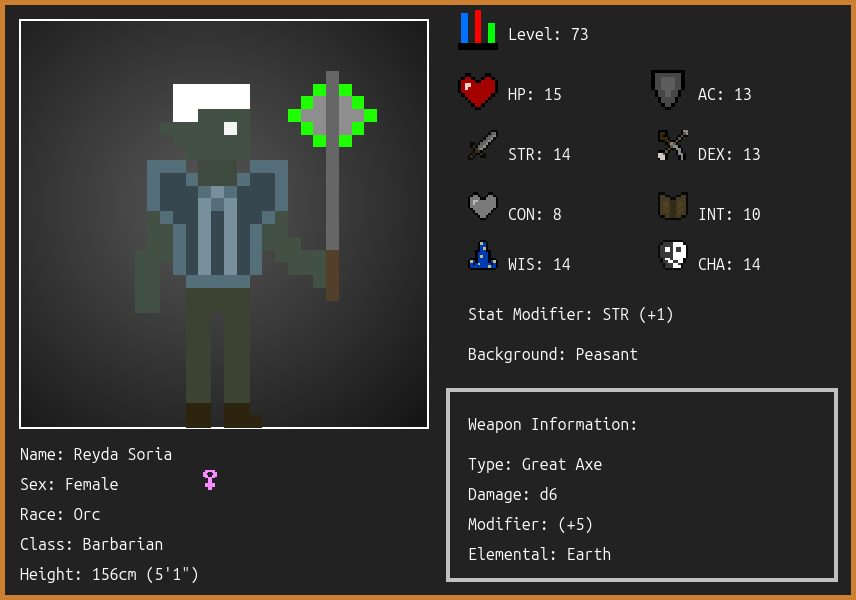 Level: 73
HP: 15
AC: 13
STR: 14
DEX: 13
CON: 8
INT: 10
WIS: 14
CHA: 14
Stat Modifier: STR (+1)
Background: Peasant
Weapon Information:
Type: Great Axe
Damage: d6
Modifier: (+5)
Elemental: Earth
Name: Reyda Soria
Sex: Female
Race: Orc
Class: Barbarian
Height: 156cm (5'1")